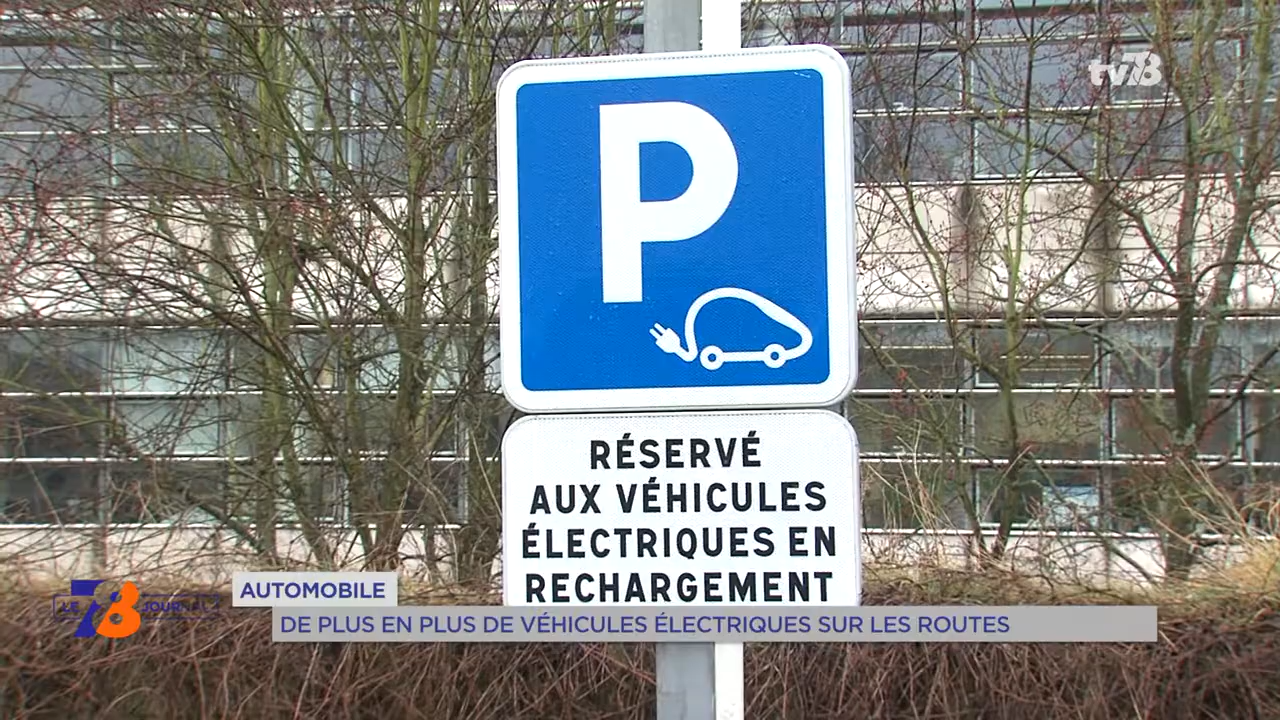 tv78
P
RÉSERVÉ
AUX VÉHICULES
ÉLECTRIQUES EN
RECHARGEMENT
AUTOMOBILE
LE 78 JOURNAL
DE PLUS EN PLUS DE VÉHICULES ÉLECTRIQUES SUR LES ROUTES